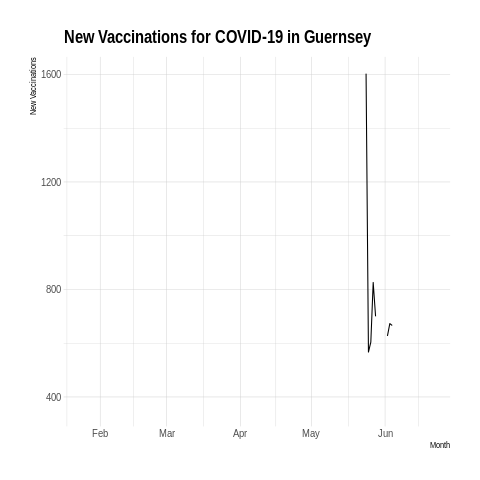 New Vaccinations for COVID-19 in Guernsey
New Vaccinations
1600
1200
800
400
Feb Mar Apr May Jun
Month